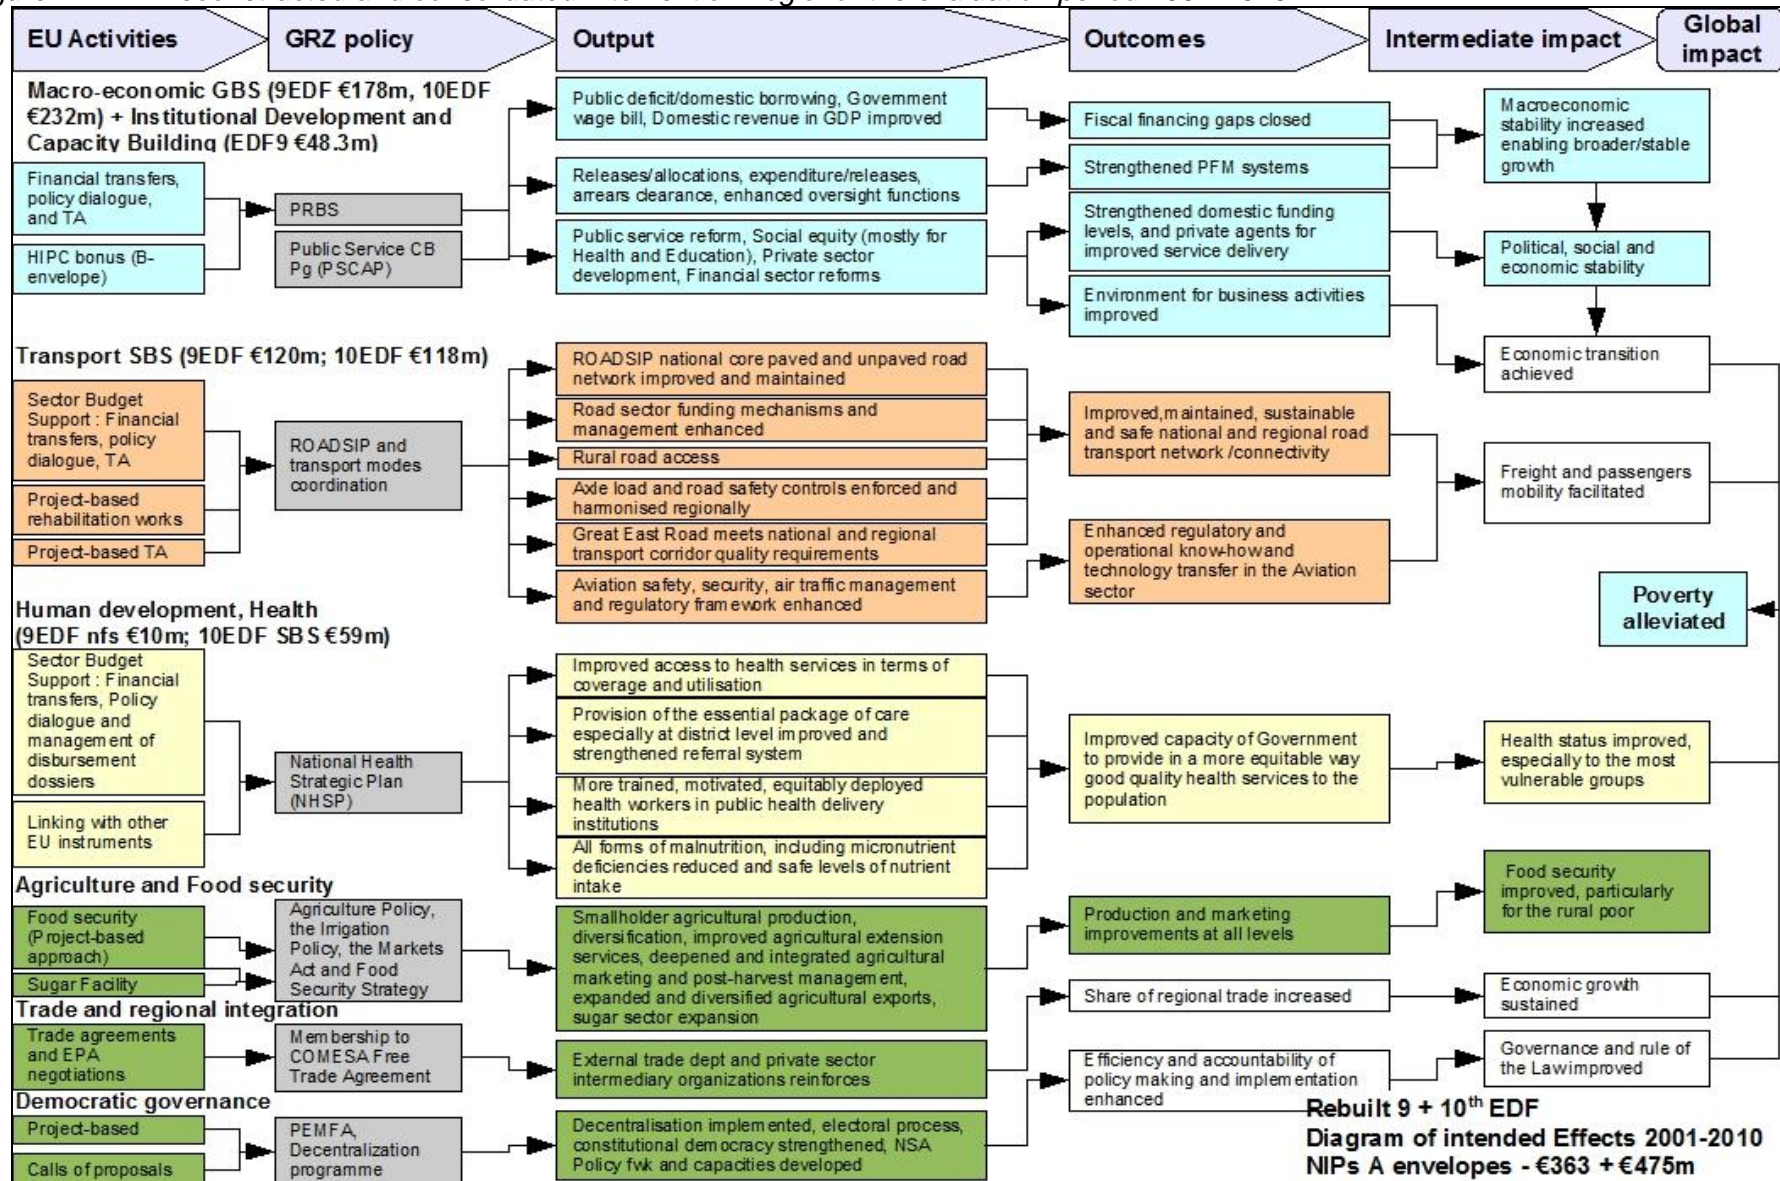 EU Activities
GRZ policy
Output
Outcomes
Intermediate impact
Global
impact
Macro-economic GBS (9EDF €178m, 10EDF
€232m) + Institutional Development and
Capacity Building (EDF9 €48.3m)
Financial transfers,
policy dialogue,
and TA
HIPC bonus (B-
envelope)
PRBS
Public Service CB
Pg (PSCAP)
Public deficit/domestic borrowing, Government
wage bill, Domestic revenue in GDP improved
Releases/allocations, expenditure/releases,
arrears clearance, enhanced oversight functions
Public service reform, Social equity (mostly for
Health and Education), Private sector
development, Financial sector reforms
Fiscal financing gaps closed
Strengthened PFM systems
Strengthened domestic funding
levels, and private agents for
improved service delivery
Environment for business activities
improved
Macroeconomic
stability increased
enabling broader/stable
growth
Political, social and
economic stability
Economic transition
achieved
Transport SBS (9EDF €120m; 10EDF €118m)
Sector Budget
Support : Financial
transfers, policy
dialogue, TA
Project-based
rehabilitation works
Project-based TA
ROADSIP and
transport modes
coordination
ROADSIP national core paved and unpaved road
network improved and maintained
Road sector funding mechanisms and
management enhanced
Rural road access
Axle load and road safety controls enforced and
harmonised regionally
Great East Road meets national and regional
transport corridor quality requirements
Aviation safety, security, air traffic management
and regulatory framework enhanced
Improved,maintained, sustainable
and safe national and regional road
transport network /connectivity
Enhanced regulatory and
operational know-how and
technology transfer in the Aviation
sector
Freight and passengers
mobility facilitated
Poverty
alleviated
Human development, Health
(9EDF nfs €10m; 10EDF SBS €59m)
Sector Budget
Support : Financial
transfers, Policy
dialogue and
management of
disbursement
dossiers
Linking with other
EU instruments
National Health
Strategic Plan
(NHSP)
Improved access to health services in terms of
coverage and utilisation
Provision of the essential package of care
especially at district level improved and
strengthened referral system
More trained, motivated, equitably deployed
health workers in public health delivery
institutions
All forms of malnutrition, including micronutrient
deficiencies reduced and safe levels of nutrient
intake
Improved capacity of Government
to provide in a more equitable way
good quality health services to the
population
Health status improved,
especially to the most
vulnerable groups
Agriculture and Food security
Food security
(Project-based
approach)
Sugar Facility
Agriculture Policy,
the Irrigation
Policy, the Markets
Act and Food
Security Strategy
Smallholder agricultural production,
diversification, improved agricultural extension
services, deepened and integrated agricultural
marketing and post-harvest management,
expanded and diversified agricultural exports,
sugar sector expansion
Production and marketing
improvements at all levels
Food security
improved, particularly
for the rural poor
Trade and regional integration
Trade agreements
and EPA
negotiations
Membership to
COMESA Free
Trade Agreement
External trade dept and private sector
intermediary organizations reinforces
Share of regional trade increased
Economic growth
sustained
Democratic governance
Project-based
Calls of proposals
PEMFA,
Decentralization
programme
Decentralisation implemented, electoral process,
constitutional democracy strengthened, NSA
Policy fwk and capacities developed
Efficiency and accountability of
policy making and implementation
enhanced
Governance and rule of
the Law improved
Rebuilt 9 + 10th EDF
Diagram of intended Effects 2001-2010
NIPs A envelopes - €363 + €475m